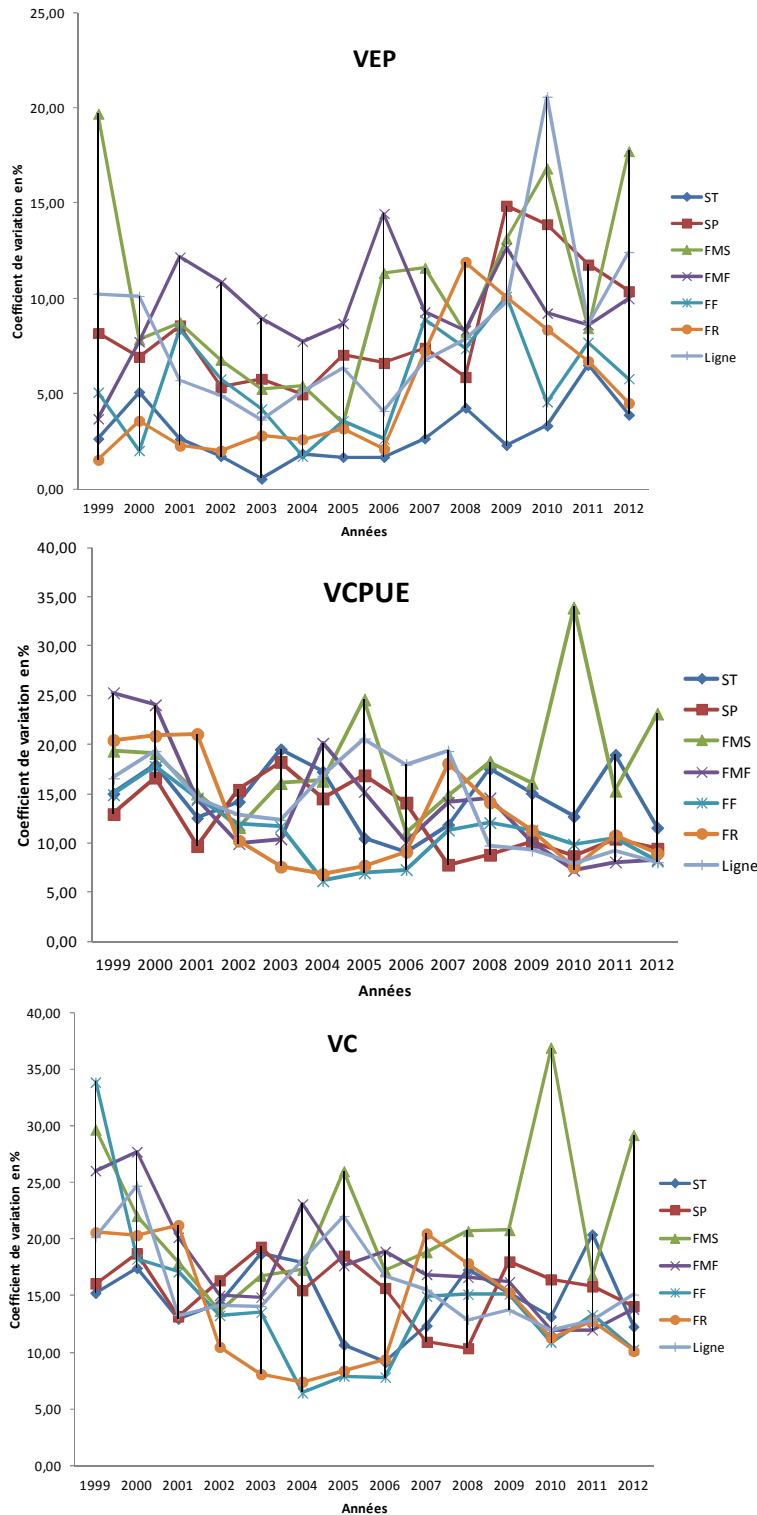 VEP
Coefficient de variation en %
25,00
20,00
15,00
10,00
5,00
0,00
1999 2000 2001 2002 2003 2004 2005 2006 2007 2008 2009 2010 2011 2012
Années
ST
SP
FMS
FMF
FF
FR
Ligne
VCPUE
Coefficient de variation en %
40,00
35,00
30,00
25,00
20,00
15,00
10,00
5,00
0,00
1999 2000 2001 2002 2003 2004 2005 2006 2007 2008 2009 2010 2011 2012
Années
ST
SP
FMS
FMF
FF
FR
Ligne
VC
Coefficient de variation en %
40,00
35,00
30,00
25,00
20,00
15,00
10,00
5,00
0,00
1999 2000 2001 2002 2003 2004 2005 2006 2007 2008 2009 2010 2011 2012
Années
ST
SP
FMS
FMF
FF
FR
Ligne